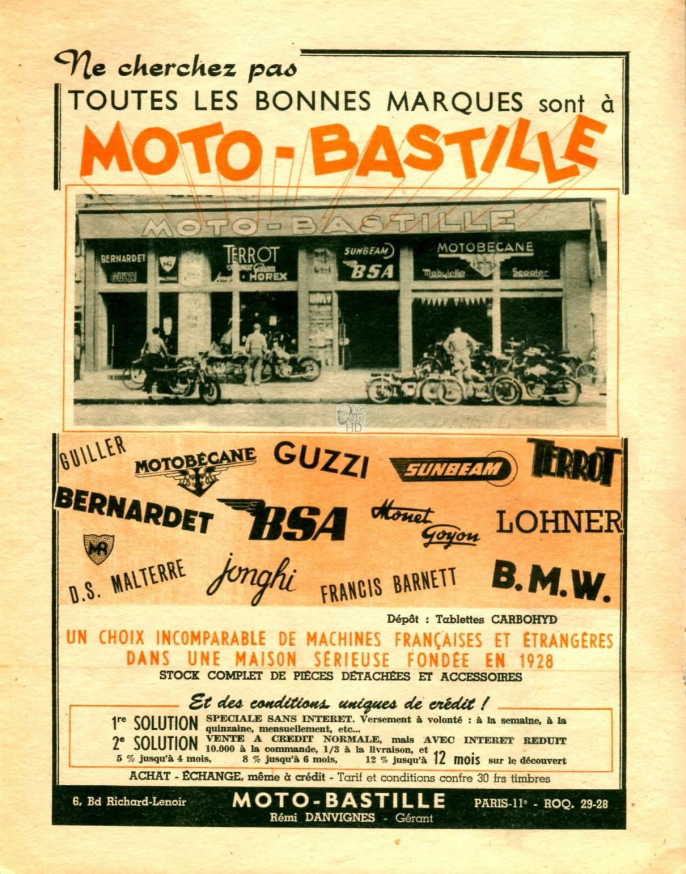 Ne cherchez pas
TOUTES LES BONNES MARQUES sont à
MOTO-BASTILLE
MOTO-BASTILLE
BERNARDET
GUZZI
MR
MALTERRE
TERROT
HOREX
SUNBEAM
BSA
MOTOBÉCANE
Mobylette Scooter
GUILLER
MOTOBÉCANE
GUZZI
SUNBEAM
TERROT
BERNARDET
BSA
Monet Goyon
LOHNER
MR
D.S. MALTERRE
jonghi
FRANCIS BARNETT
B.M.W.
Dépôt : Tablettes CARBOHYD
UN CHOIX INCOMPARABLE DE MACHINES FRANÇAISES ET ÉTRANGÈRES
DANS UNE MAISON SÉRIEUSE FONDÉE EN 1928
STOCK COMPLET DE PIÈCES DÉTACHÉES ET ACCESSOIRES
Et des conditions uniques de crédit !
1re SOLUTION SPECIALE SANS INTERET. Versement à volonté : à la semaine, à la
quinzaine, mensuellement, etc...
2e SOLUTION VENTE A CREDIT NORMALE, mais AVEC INTERET REDUIT
10.000 à la commande, 1/3 à la livraison, et
5 % jusqu'à 4 mois, 8 % jusqu'à 6 mois, 12 % jusqu'à 12 mois sur le découvert
ACHAT - ÉCHANGE, même à crédit - Tarif et conditions contre 30 frs timbres
6, Bd Richard-Lenoir MOTO-BASTILLE PARIS-11e - ROQ. 29-28
Rémi DANVIGNES - Gérant